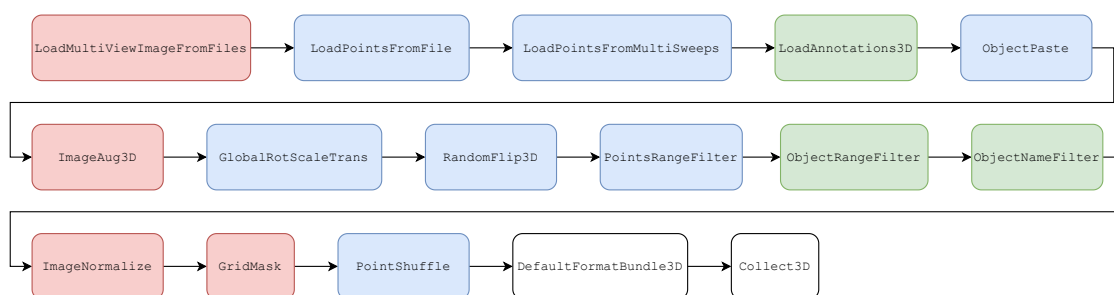 LoadMultiViewImageFromFiles
LoadPointsFromFile
LoadPointsFromMultiSweeps
LoadAnnotations3D
ObjectPaste
ImageAug3D
GlobalRotScaleTrans
RandomFlip3D
PointsRangeFilter
ObjectRangeFilter
ObjectNameFilter
ImageNormalize
GridMask
PointShuffle
DefaultFormatBundle3D
Collect3D